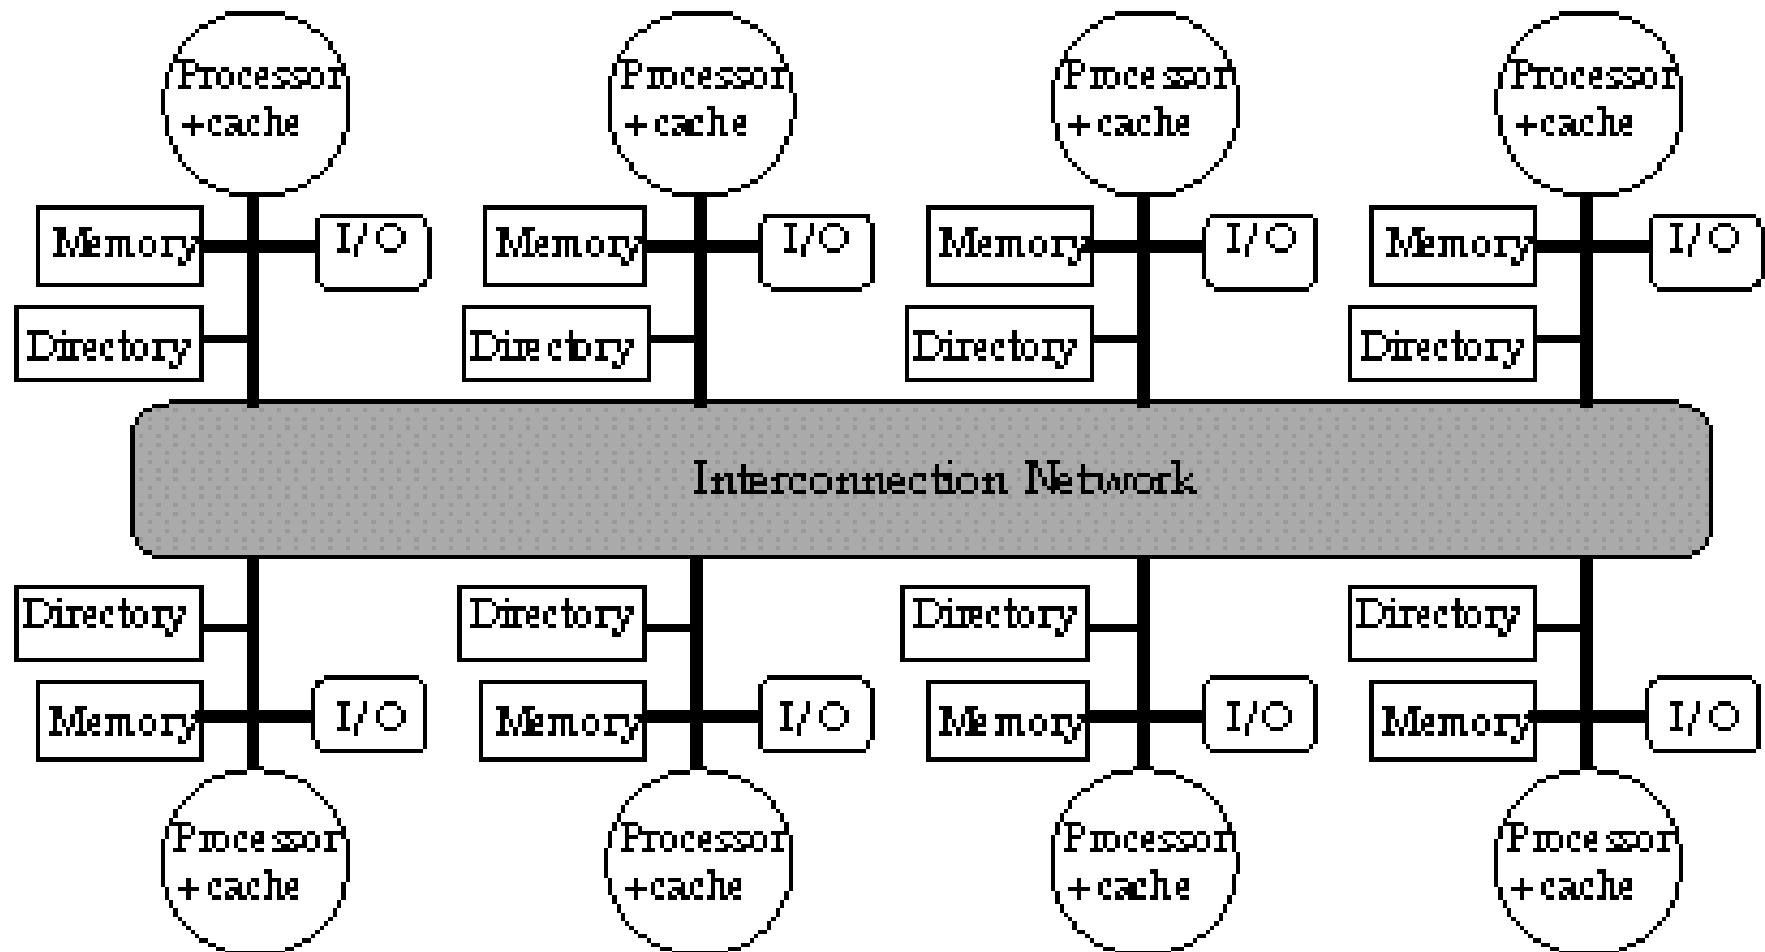 Processor
+cache
Processor
+cache
Processor
+cache
Processor
+cache
Memory
I/O
Memory
I/O
Memory
I/O
Memory
I/O
Directory
Directory
Directory
Directory
Interconnection Network
Directory
Directory
Directory
Directory
Memory
I/O
Memory
I/O
Memory
I/O
Memory
I/O
Processor
+cache
Processor
+cache
Processor
+cache
Processor
+cache